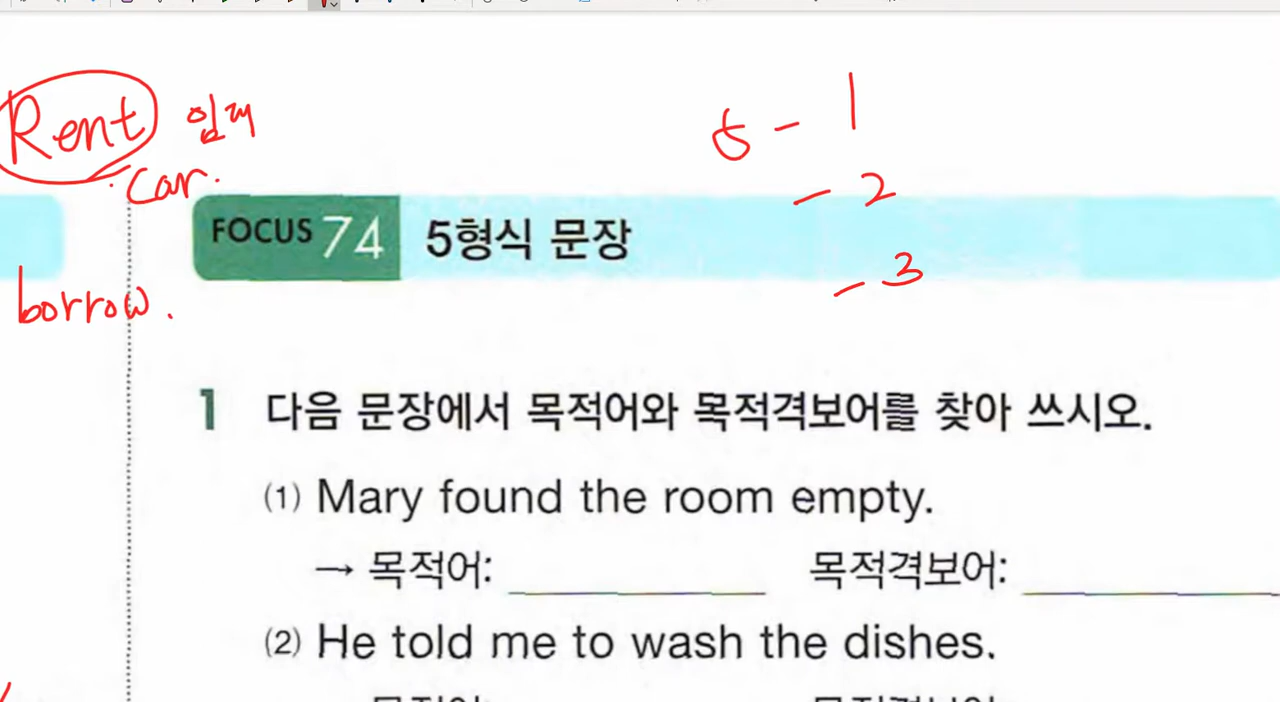 Rent 임대
car.
5 - 1
- 2
- 3
FOCUS 74 5형식 문장
borrow.
1 다음 문장에서 목적어와 목적격보어를 찾아 쓰시오.
(1) Mary found the room empty.
→ 목적어: 목적격보어:
(2) He told me to wash the dishes.